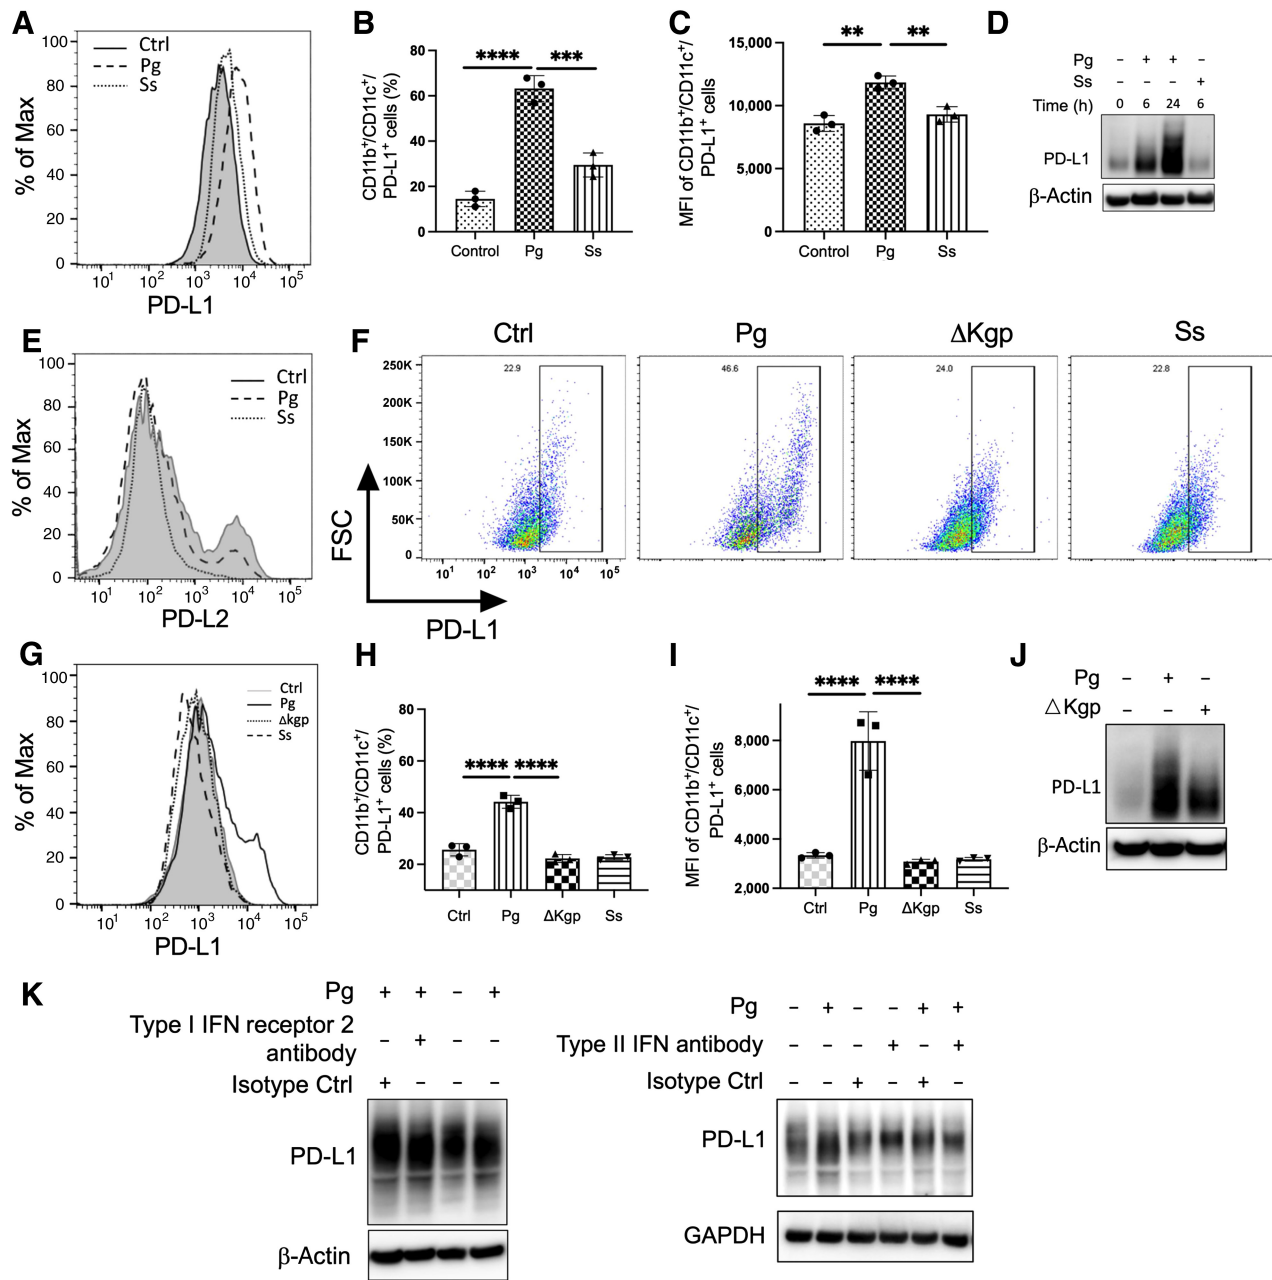 A
100
80
60
40
20
0
% of Max
Ctrl
Pg
Ss
10¹ 10² 10³ 10⁴ 10⁵
PD-L1
B
CD11b⁺/CD11c⁺/
PD-L1⁺ cells (%)
80
60
40
20
0
**** ***
Control Pg Ss
C
MFI of CD11b⁺/CD11c⁺/
PD-L1⁺ cells
15,000
10,000
5,000
0
** **
Control Pg Ss
D
Pg – + + –
Ss – – – +
Time (h) 0 6 24 6
PD-L1
β-Actin
E
100
80
60
40
20
0
% of Max
Ctrl
Pg
Ss
10¹ 10² 10³ 10⁴ 10⁵
PD-L2
F
Ctrl Pg ΔKgp Ss
22.9 46.6 24.0 22.8
250K
200K
150K
100K
50K
0
10¹ 10² 10³ 10⁴ 10⁵
FSC
PD-L1
G
100
80
60
40
20
0
% of Max
Ctrl
Pg
Δkgp
Ss
10¹ 10² 10³ 10⁴ 10⁵
PD-L1
H
CD11b⁺/CD11c⁺/
PD-L1⁺ cells (%)
80
60
40
20
**** ****
Ctrl Pg ΔKgp Ss
I
MFI of CD11b⁺/CD11c⁺/
PD-L1⁺ cells
8,000
6,000
4,000
2,000
**** ****
Ctrl Pg ΔKgp Ss
J
Pg – + –
△Kgp – – +
PD-L1
β-Actin
K
Pg + + – +
Type I IFN receptor 2
antibody – + – –
Isotype Ctrl + – – –
PD-L1
β-Actin
Pg – + – – + +
Type II IFN antibody – – – + – +
Isotype Ctrl – – + – + –
PD-L1
GAPDH